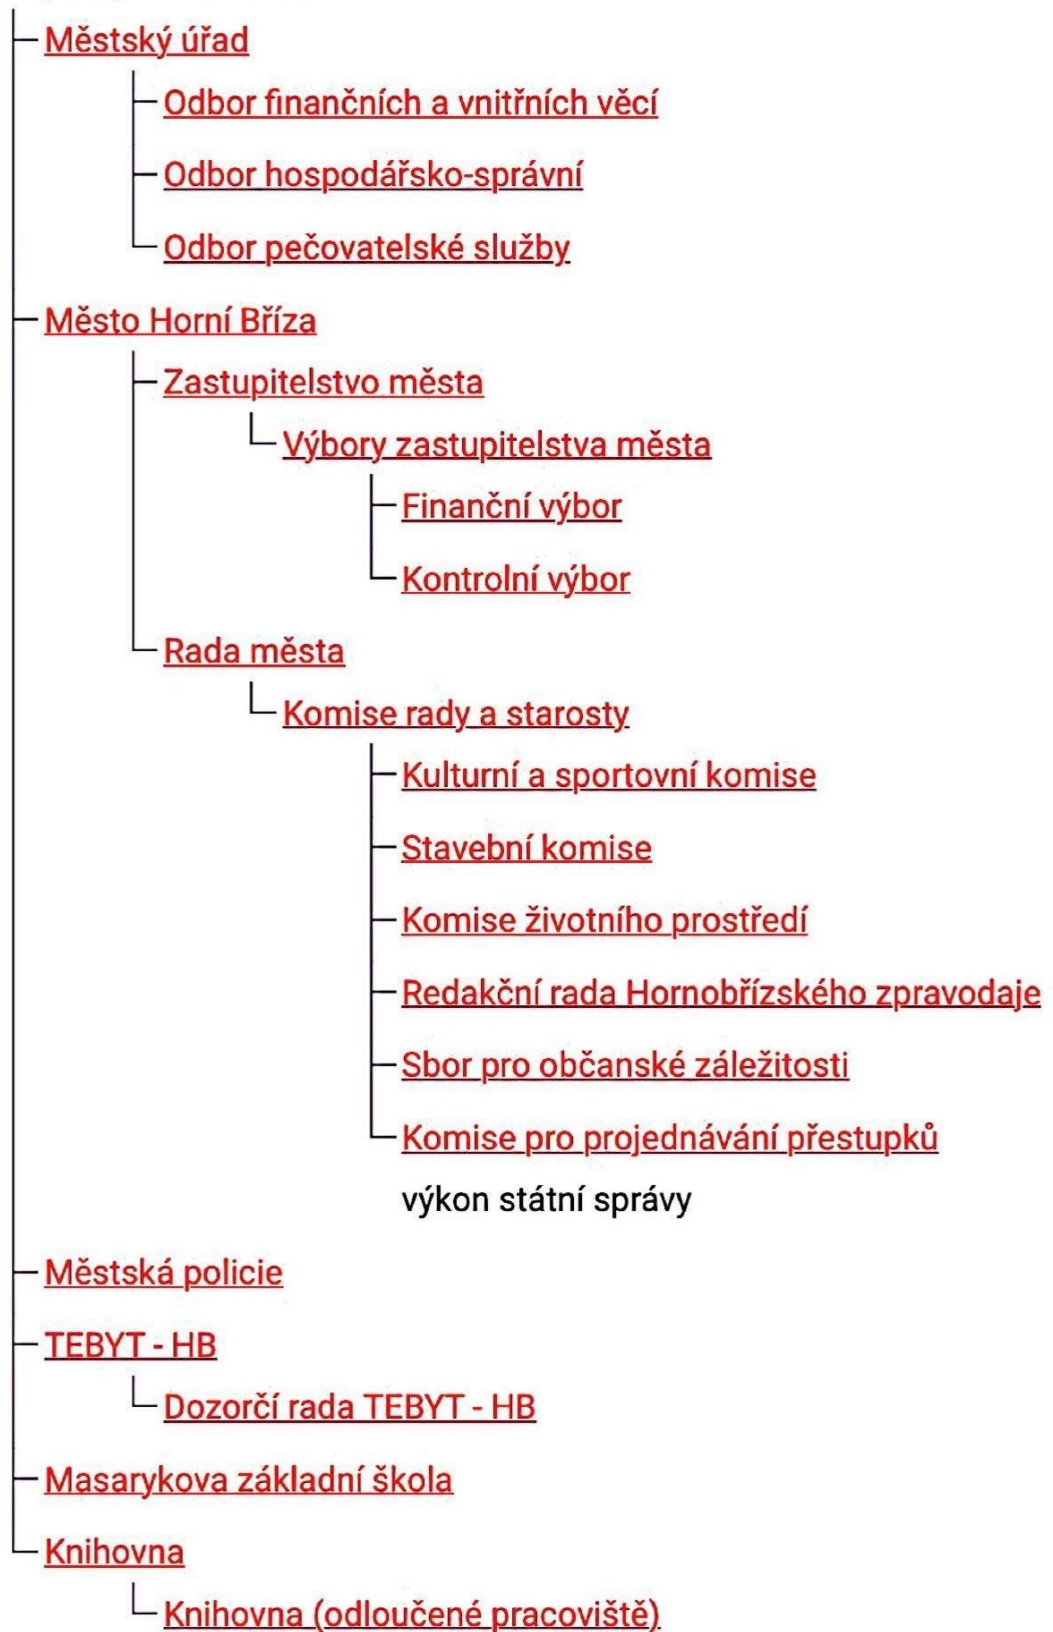 Městský úřad
Odbor finančních a vnitřních věcí
Odbor hospodářsko-správní
Odbor pečovatelské služby
Město Horní Bříza
Zastupitelstvo města
Výbory zastupitelstva města
Finanční výbor
Kontrolní výbor
Rada města
Komise rady a starosty
Kulturní a sportovní komise
Stavební komise
Komise životního prostředí
Redakční rada Hornobřízského zpravodaje
Sbor pro občanské záležitosti
Komise pro projednávání přestupků
výkon státní správy
Městská policie
TEBYT - HB
Dozorčí rada TEBYT - HB
Masarykova základní škola
Knihovna
Knihovna (odloučené pracoviště)